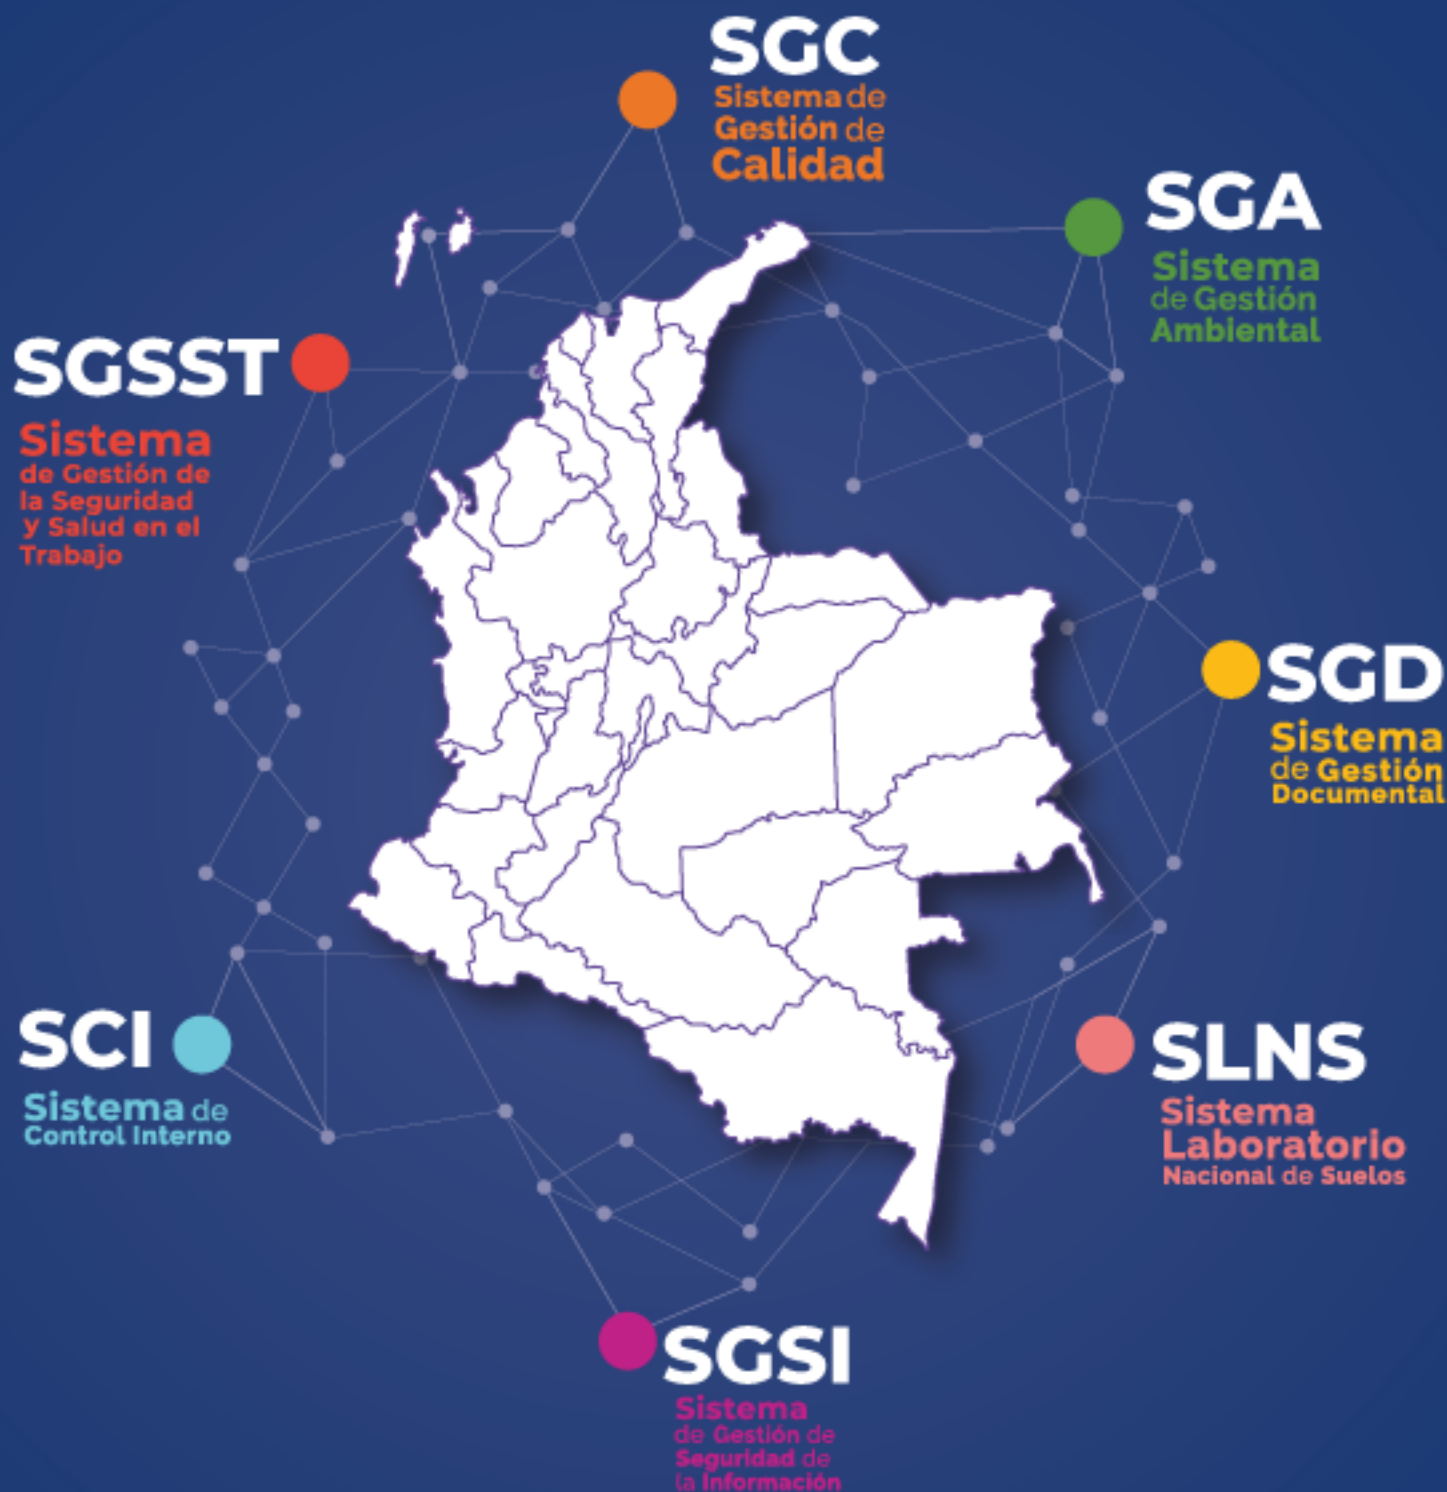 SGC
Sistema de
Gestión de
Calidad
SGA
Sistema
de Gestión
Ambiental
SGSST
Sistema
de Gestión de
la Seguridad
y Salud en el
Trabajo
SGD
Sistema
de Gestión
Documental
SCI
Sistema de
Control Interno
SLNS
Sistema
Laboratorio
Nacional de Suelos
SGSI
Sistema
de Gestión de
Seguridad de
la Información